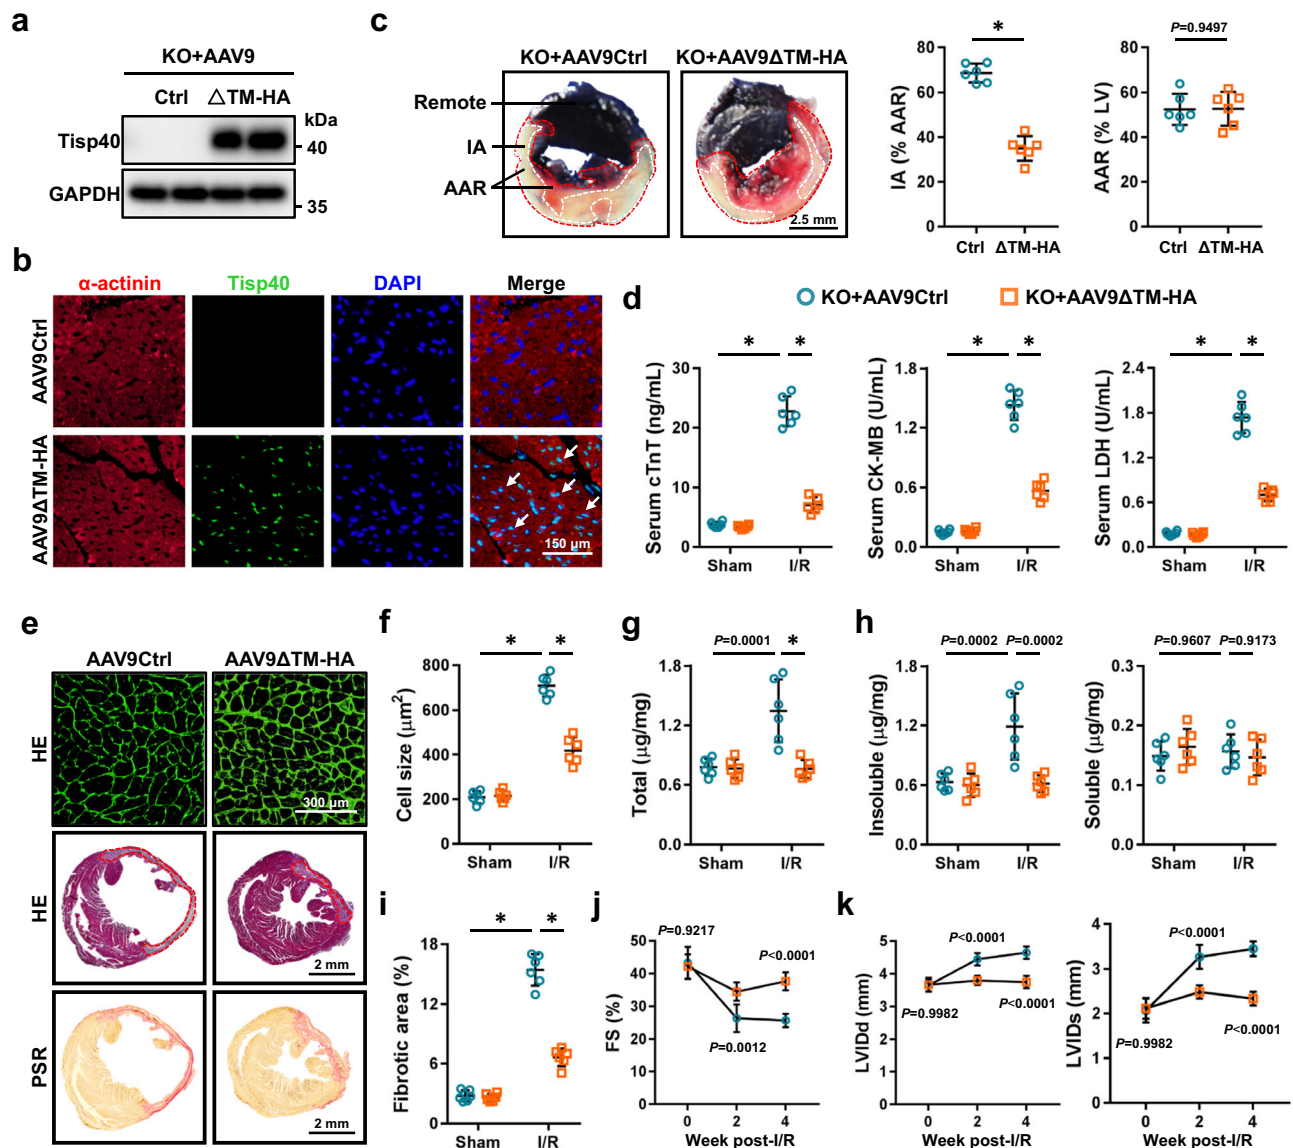 a
KO+AAV9
Ctrl △TM-HA
kDa
Tisp40
40
GAPDH
35
b
α-actinin Tisp40 DAPI Merge
AAV9Ctrl
AAV9ΔTM-HA
150 µm
c
KO+AAV9Ctrl KO+AAV9ΔTM-HA
Remote
IA
AAR
2.5 mm
*
IA (% AAR)
80
60
40
20
0
Ctrl ΔTM-HA
P=0.9497
AAR (% LV)
80
60
40
20
0
Ctrl ΔTM-HA
d
KO+AAV9Ctrl KO+AAV9ΔTM-HA
* *
Serum cTnT (ng/mL)
30
20
10
0
Sham I/R
* *
Serum CK-MB (U/mL)
1.8
1.2
0.6
0.0
Sham I/R
* *
Serum LDH (U/mL)
2.4
1.8
1.2
0.6
0.0
Sham I/R
e
AAV9Ctrl AAV9ΔTM-HA
HE
300 µm
HE
2 mm
PSR
2 mm
f
* *
Cell size (µm²)
800
600
400
200
0
Sham I/R
g
P=0.0001 *
Total (µg/mg)
1.8
1.2
0.6
0.0
Sham I/R
h
P=0.0002 P=0.0002
Insoluble (µg/mg)
1.8
1.2
0.6
0.0
Sham I/R
P=0.9607 P=0.9173
Soluble (µg/mg)
0.3
0.2
0.1
0.0
Sham I/R
i
* *
Fibrotic area (%)
18
12
6
0
Sham I/R
j
P=0.9217
P<0.0001
P=0.0012
FS (%)
60
40
20
0
0 2 4
Week post-I/R
k
P<0.0001
P<0.0001
P=0.9982
LVIDd (mm)
5
4
3
2
1
0
0 2 4
Week post-I/R
P<0.0001
P<0.0001
P=0.9982
LVIDs (mm)
4
3
2
1
0
0 2 4
Week post-I/R